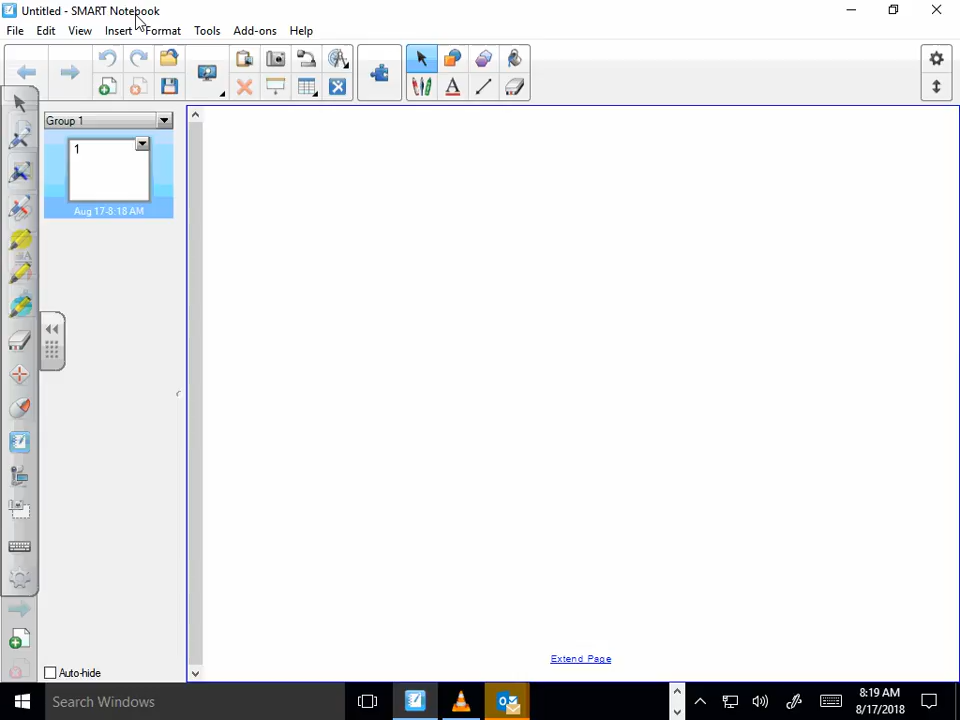 Untitled - SMART Notebook
File Edit View Insert Format Tools Add-ons Help
Group 1
1
Aug 17-8:18 AM
Extend Page
Auto-hide
Search Windows
8:19 AM
8/17/2018